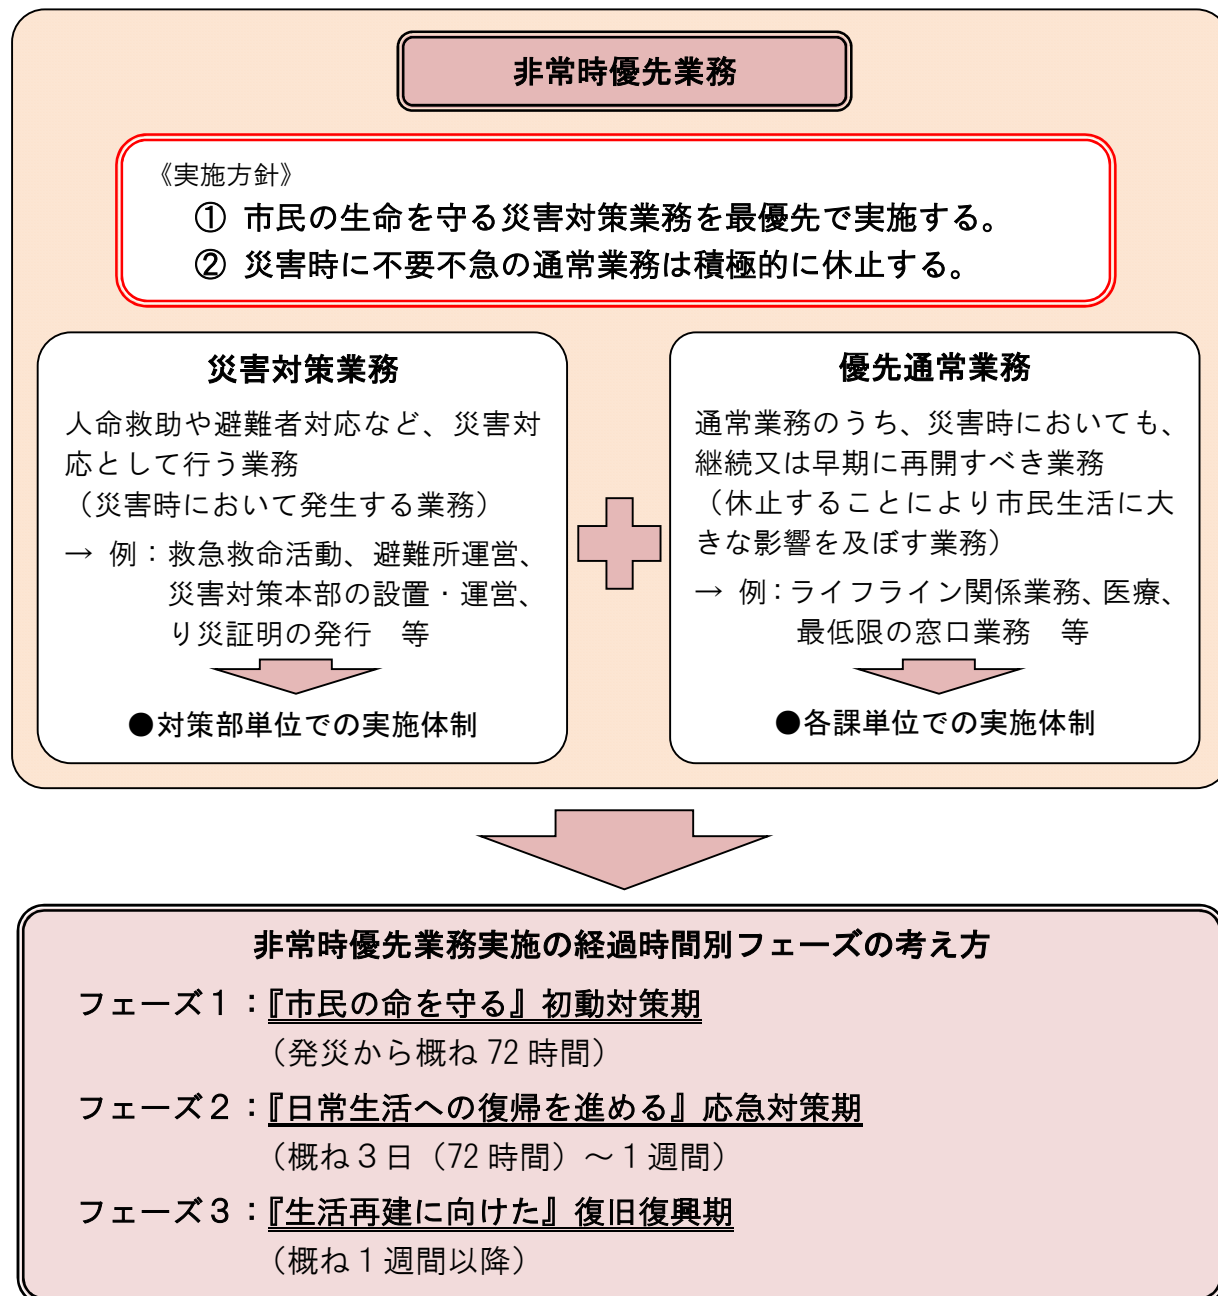 非常時優先業務
《実施方針》
① 市民の生命を守る災害対策業務を最優先で実施する。
② 災害時に不要不急の通常業務は積極的に休止する。
災害対策業務
人命救助や避難者対応など、災害対
応として行う業務
（災害時において発生する業務）
→ 例：救急救命活動、避難所運営、
災害対策本部の設置・運営、
り災証明の発行　等
●対策部単位での実施体制
優先通常業務
通常業務のうち、災害時においても、
継続又は早期に再開すべき業務
（休止することにより市民生活に大
きな影響を及ぼす業務）
→ 例：ライフライン関係業務、医療、
最低限の窓口業務　等
●各課単位での実施体制
非常時優先業務実施の経過時間別フェーズの考え方
フェーズ１：『市民の命を守る』初動対策期
（発災から概ね 72 時間）
フェーズ２：『日常生活への復帰を進める』応急対策期
（概ね３日（72 時間）～１週間）
フェーズ３：『生活再建に向けた』復旧復興期
（概ね１週間以降）